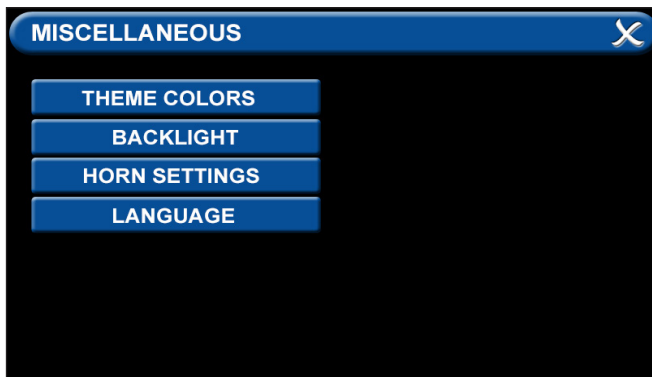 MISCELLANEOUS
THEME COLORS
BACKLIGHT
HORN SETTINGS
LANGUAGE